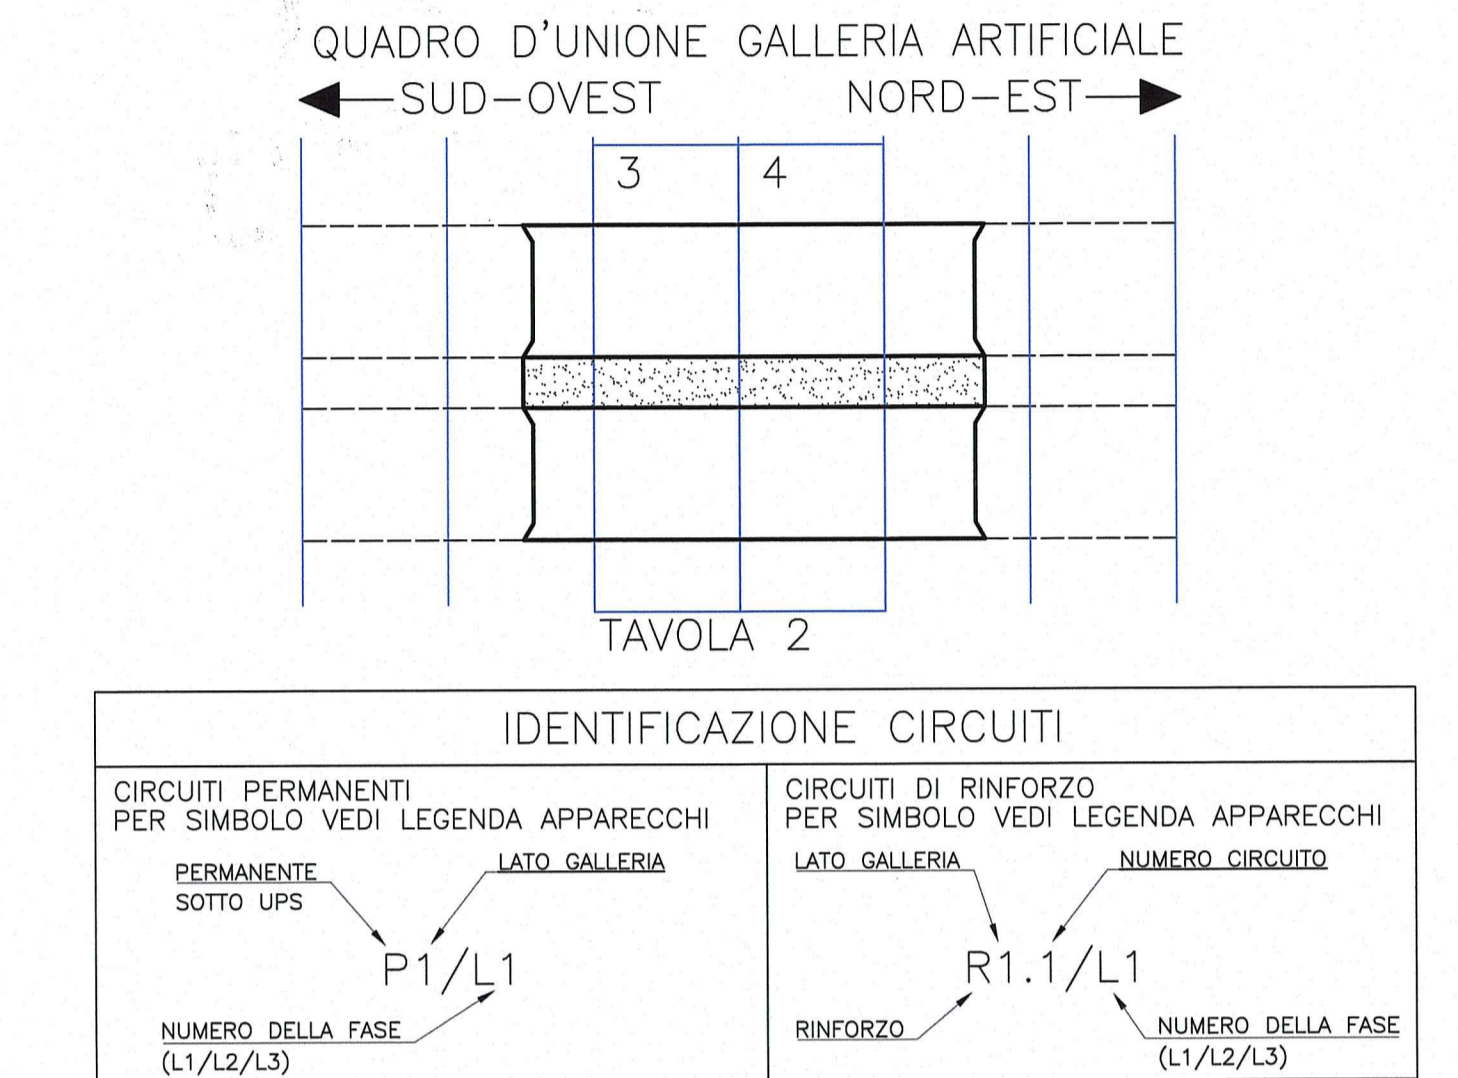 QUADRO D'UNIONE GALLERIA ARTIFICIALE
SUD-OVEST NORD-EST
3 4
TAVOLA 2
IDENTIFICAZIONE CIRCUITI
CIRCUITI PERMANENTI
PER SIMBOLO VEDI LEGENDA APPARECCHI
PERMANENTE
SOTTO UPS
LATO GALLERIA
P1/L1
NUMERO DELLA FASE
(L1/L2/L3)
CIRCUITI DI RINFORZO
PER SIMBOLO VEDI LEGENDA APPARECCHI
LATO GALLERIA
NUMERO CIRCUITO
R1.1/L1
RINFORZO
NUMERO DELLA FASE
(L1/L2/L3)